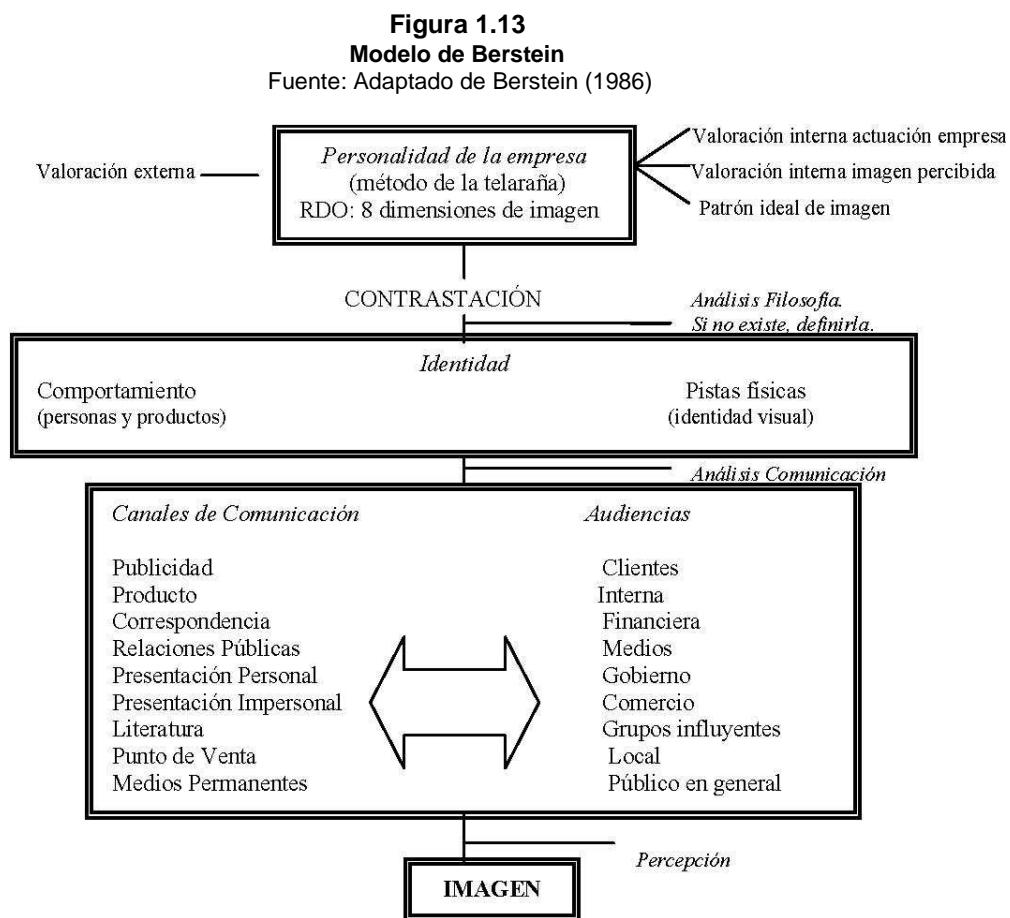 Figura 1.13
Modelo de Berstein
Fuente: Adaptado de Berstein (1986)
Valoración externa
Personalidad de la empresa
(método de la telaraña)
RDO: 8 dimensiones de imagen
Valoración interna actuación empresa
Valoración interna imagen percibida
Patrón ideal de imagen
CONTRASTACIÓN
Análisis Filosofía.
Si no existe, definirla.
Identidad
Comportamiento
(personas y productos)
Pistas físicas
(identidad visual)
Análisis Comunicación
Canales de Comunicación
Publicidad
Producto
Correspondencia
Relaciones Públicas
Presentación Personal
Presentación Impersonal
Literatura
Punto de Venta
Medios Permanentes
Audiencias
Clientes
Interna
Financiera
Medios
Gobierno
Comercio
Grupos influyentes
Local
Público en general
Percepción
IMAGEN